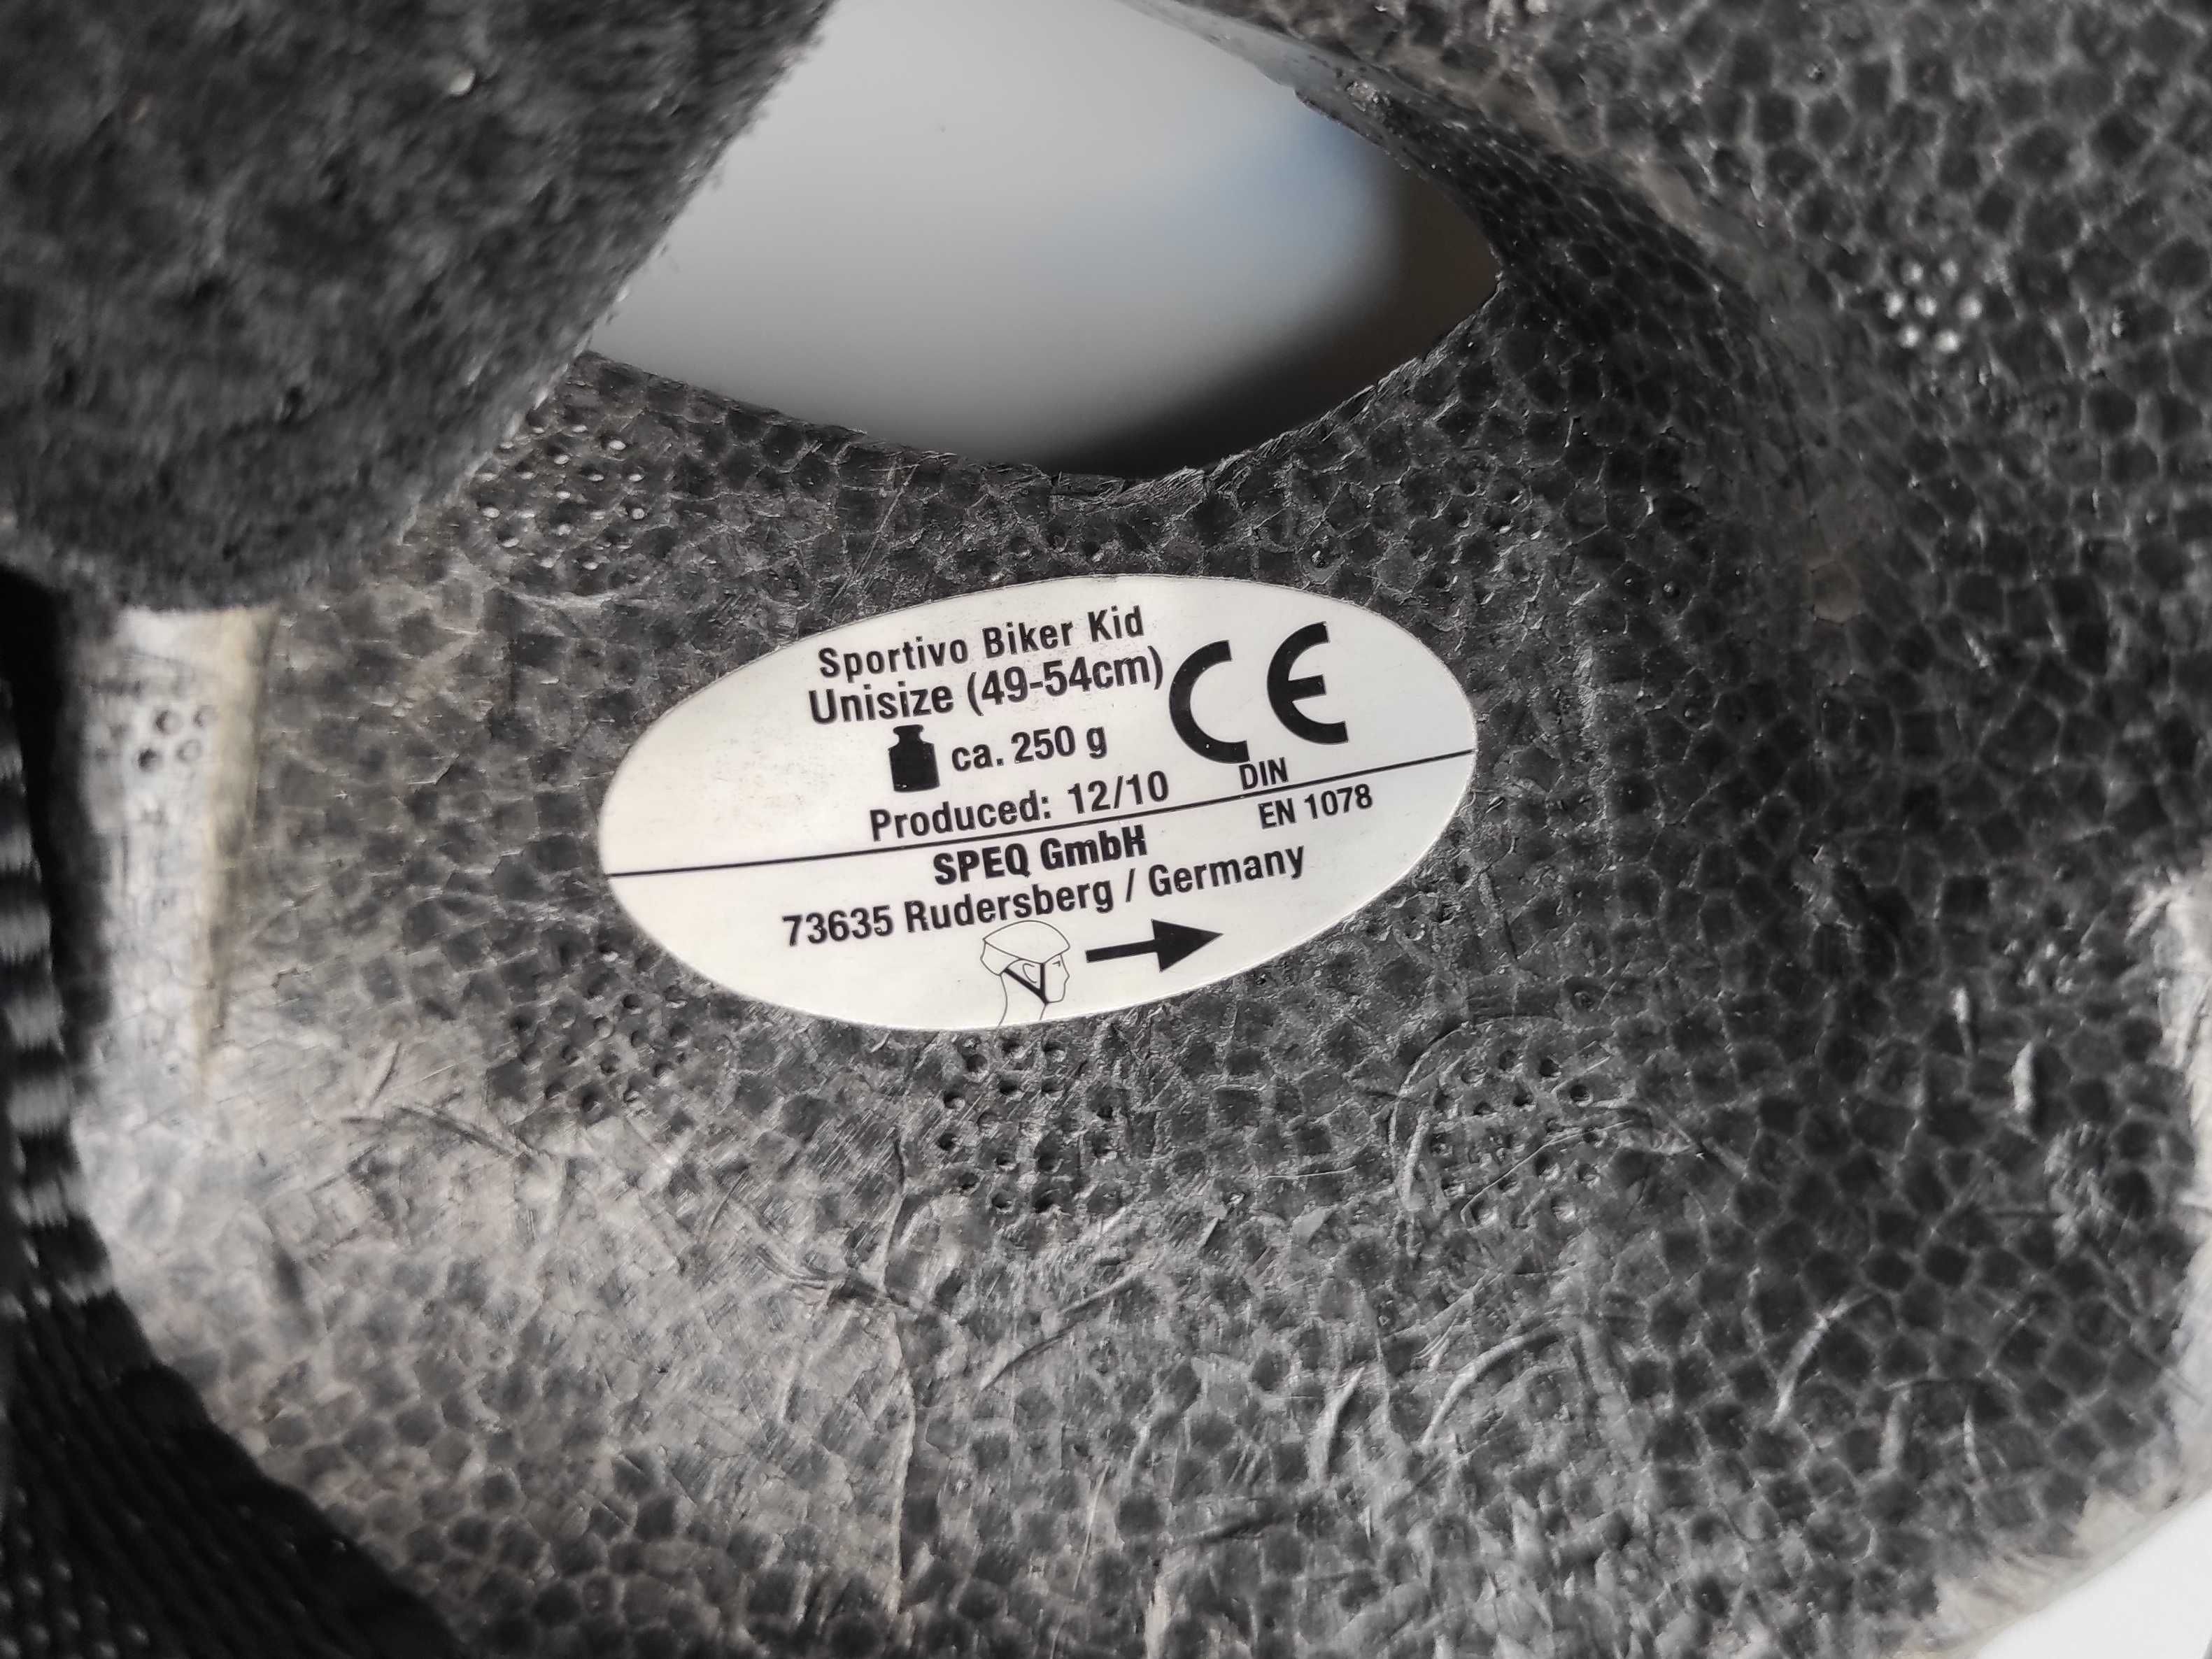 Sportivo Biker Kid
Unisize (49-54cm)
CE
ca. 250 g
Produced: 12/10
DIN
EN 1078
SPEQ GmbH
73635 Rudersberg / Germany